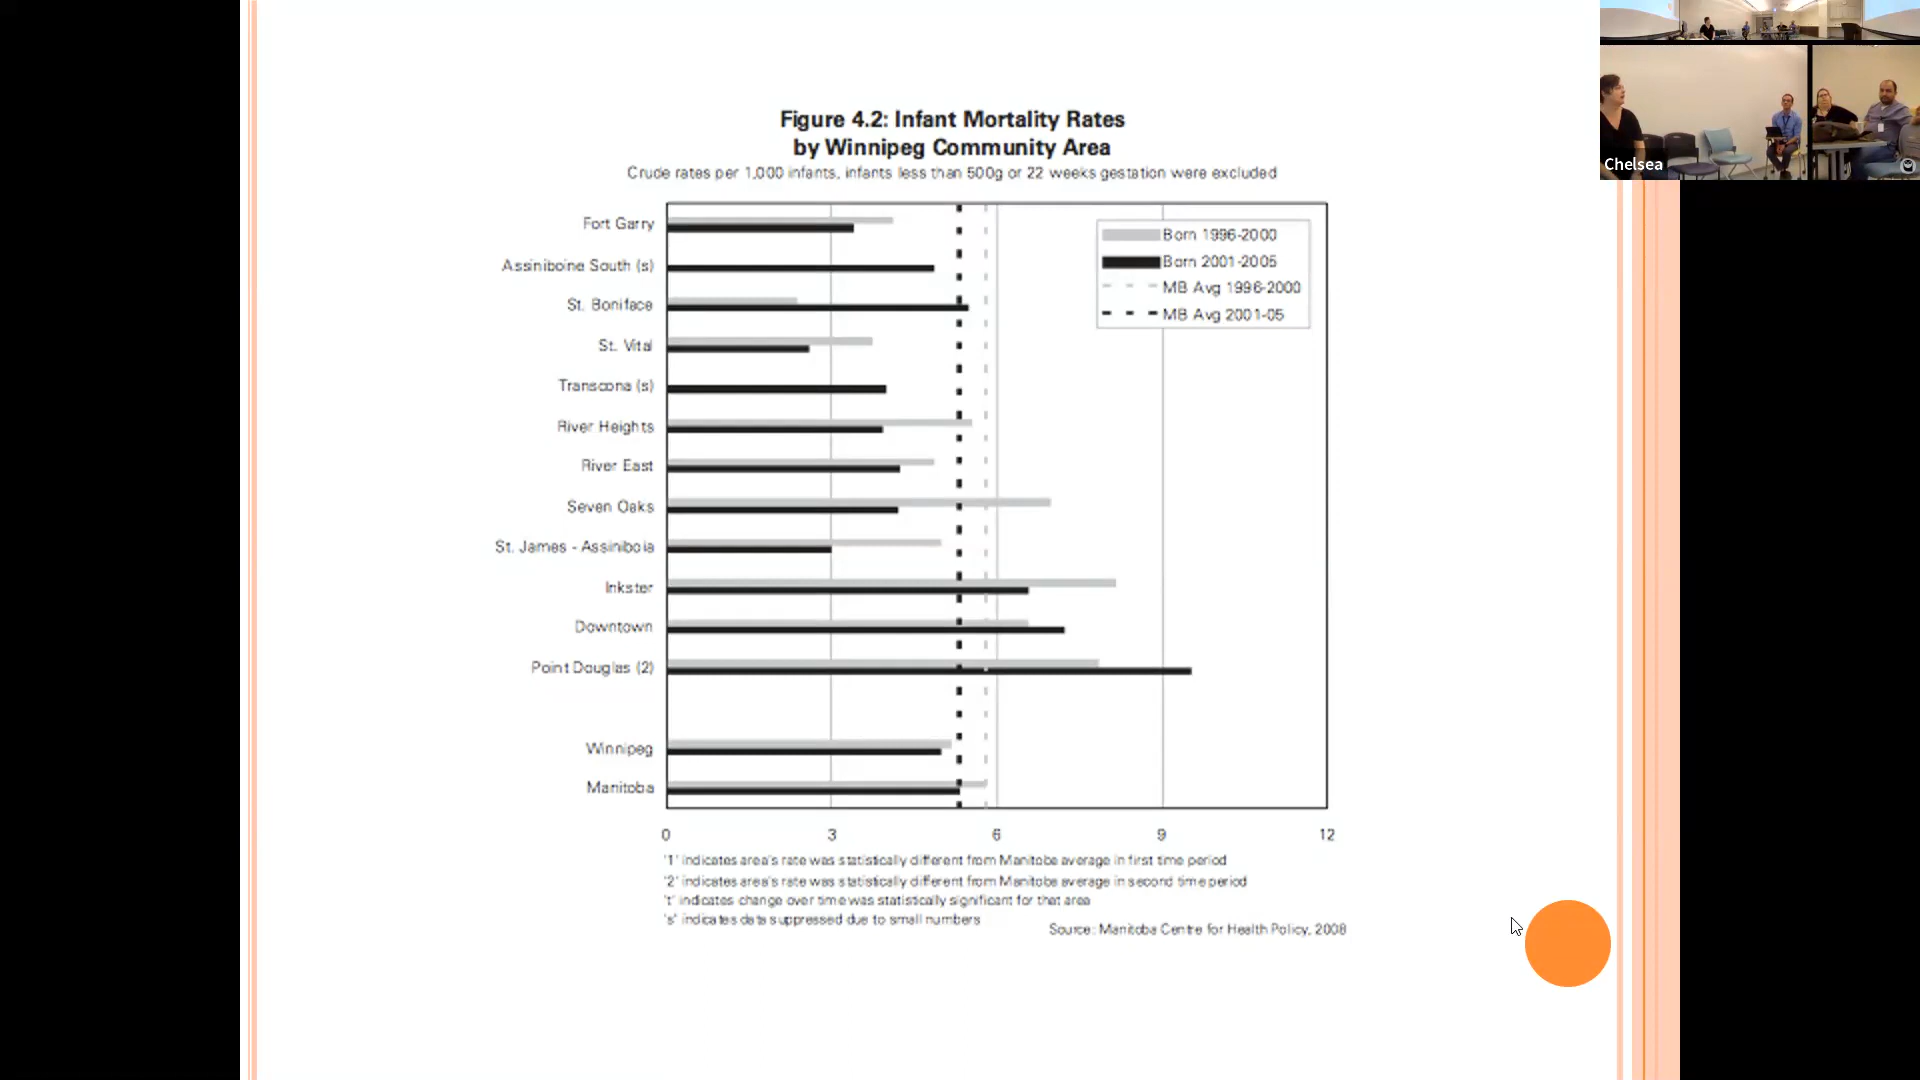 Figure 4.2: Infant Mortality Rates
by Winnipeg Community Area
Crude rates per 1,000 infants, infants less than 500g or 22 weeks gestation were excluded
Fort Garry
Assiniboine South (s)
St. Boniface
St. Vital
Transcona (s)
River Heights
River East
Seven Oaks
St. James - Assiniboia
Inkster
Downtown
Point Douglas (2)
Winnipeg
Manitoba
Born 1996-2000
Born 2001-2005
MB Avg 1996-2000
MB Avg 2001-05
0 3 6 9 12
'1' indicates area's rate was statistically different from Manitoba average in first time period
'2' indicates area's rate was statistically different from Manitoba average in second time period
't' indicates change over time was statistically significant for that area
's' indicates data suppressed due to small numbers
Source: Manitoba Centre for Health Policy, 2008
Chelsea